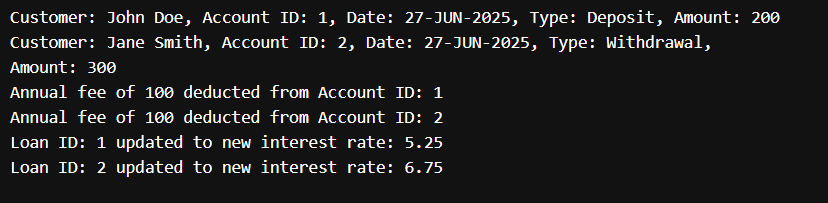 Customer: John Doe, Account ID: 1, Date: 27-JUN-2025, Type: Deposit, Amount: 200
Customer: Jane Smith, Account ID: 2, Date: 27-JUN-2025, Type: Withdrawal,
Amount: 300
Annual fee of 100 deducted from Account ID: 1
Annual fee of 100 deducted from Account ID: 2
Loan ID: 1 updated to new interest rate: 5.25
Loan ID: 2 updated to new interest rate: 6.75